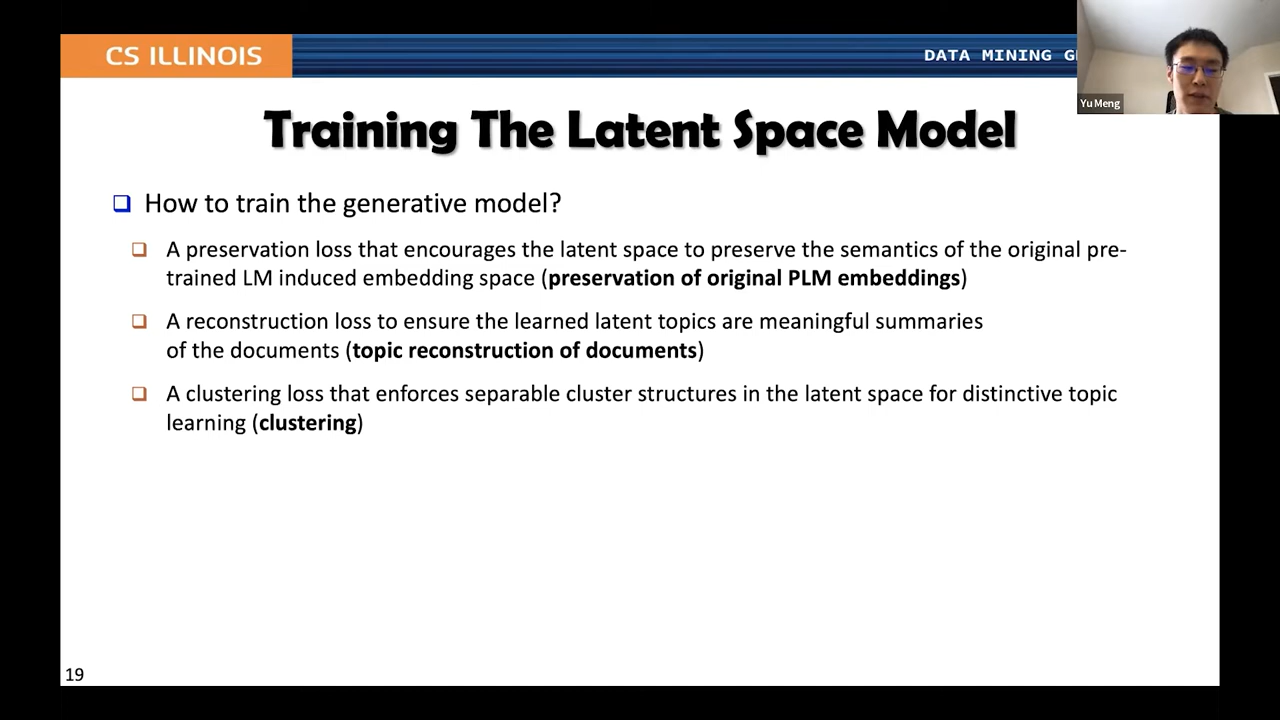 CS ILLINOIS
DATA MINING
Yu Meng
Training The Latent Space Model
How to train the generative model?
A preservation loss that encourages the latent space to preserve the semantics of the original pre-
trained LM induced embedding space (preservation of original PLM embeddings)
A reconstruction loss to ensure the learned latent topics are meaningful summaries
of the documents (topic reconstruction of documents)
A clustering loss that enforces separable cluster structures in the latent space for distinctive topic
learning (clustering)
19